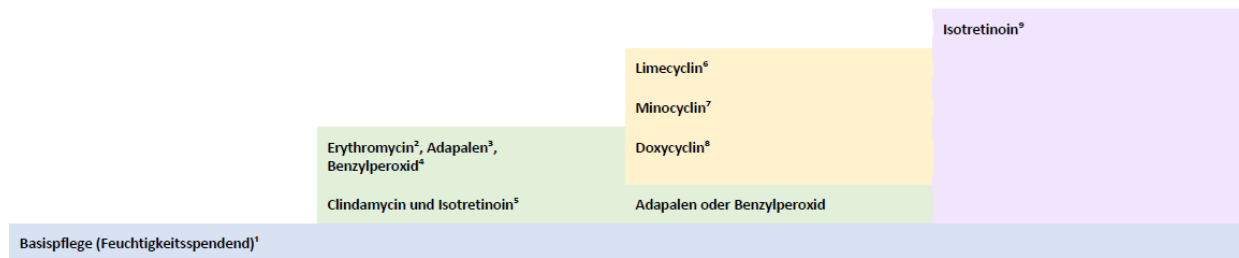 Isotretinoin⁹
Limecyclin⁶
Minocyclin⁷
Erythromycin², Adapalen³,
Benzylperoxid⁴
Doxycyclin⁸
Clindamycin und Isotretinoin⁵
Adapalen oder Benzylperoxid
Basispflege (Feuchtigkeitsspendend)¹